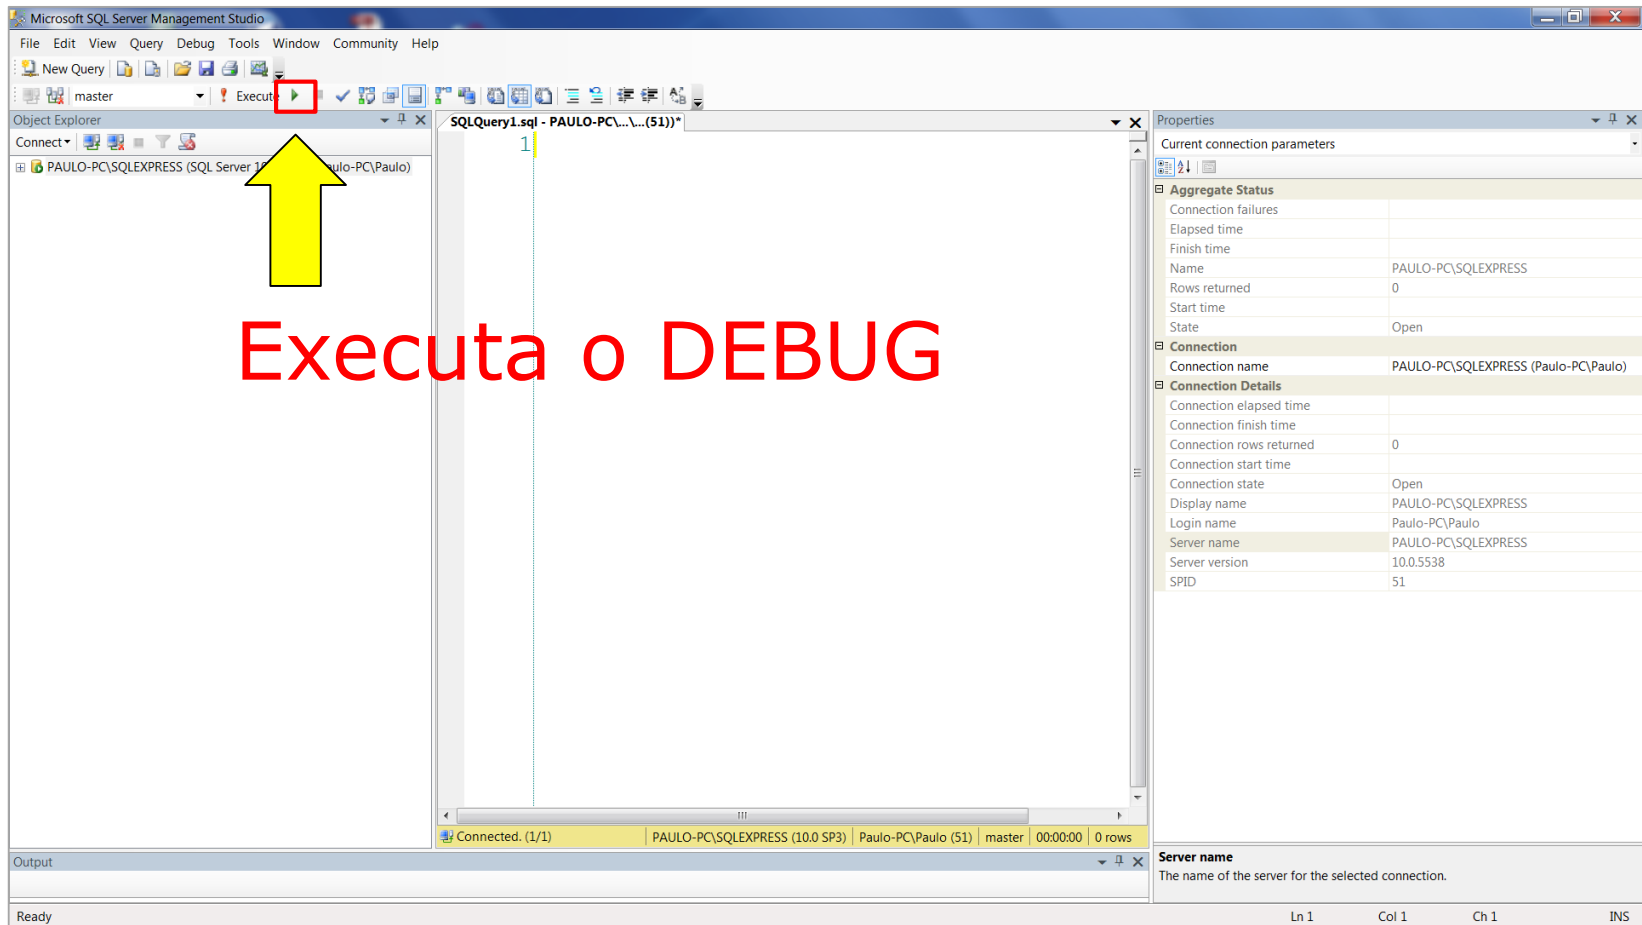 Microsoft SQL Server Management Studio
File Edit View Query Debug Tools Window Community Help
New Query
master Execute
Object Explorer
Connect
PAULO-PC\SQLEXPRESS (SQL Server aulo-PC\Paulo)
SQLQuery1.sql - PAULO-PC\...\...(51))*
1
Executa o DEBUG
Connected. (1/1) PAULO-PC\SQLEXPRESS (10.0 SP3) Paulo-PC\Paulo (51) master 00:00:00 0 rows
Output
Properties
Current connection parameters
Aggregate Status
Connection failures
Elapsed time
Finish time
Name PAULO-PC\SQLEXPRESS
Rows returned 0
Start time
State Open
Connection
Connection name PAULO-PC\SQLEXPRESS (Paulo-PC\Paulo)
Connection Details
Connection elapsed time
Connection finish time
Connection rows returned 0
Connection start time
Connection state Open
Display name PAULO-PC\SQLEXPRESS
Login name Paulo-PC\Paulo
Server name PAULO-PC\SQLEXPRESS
Server version 10.0.5538
SPID 51
Server name
The name of the server for the selected connection.
Ready Ln 1 Col 1 Ch 1 INS